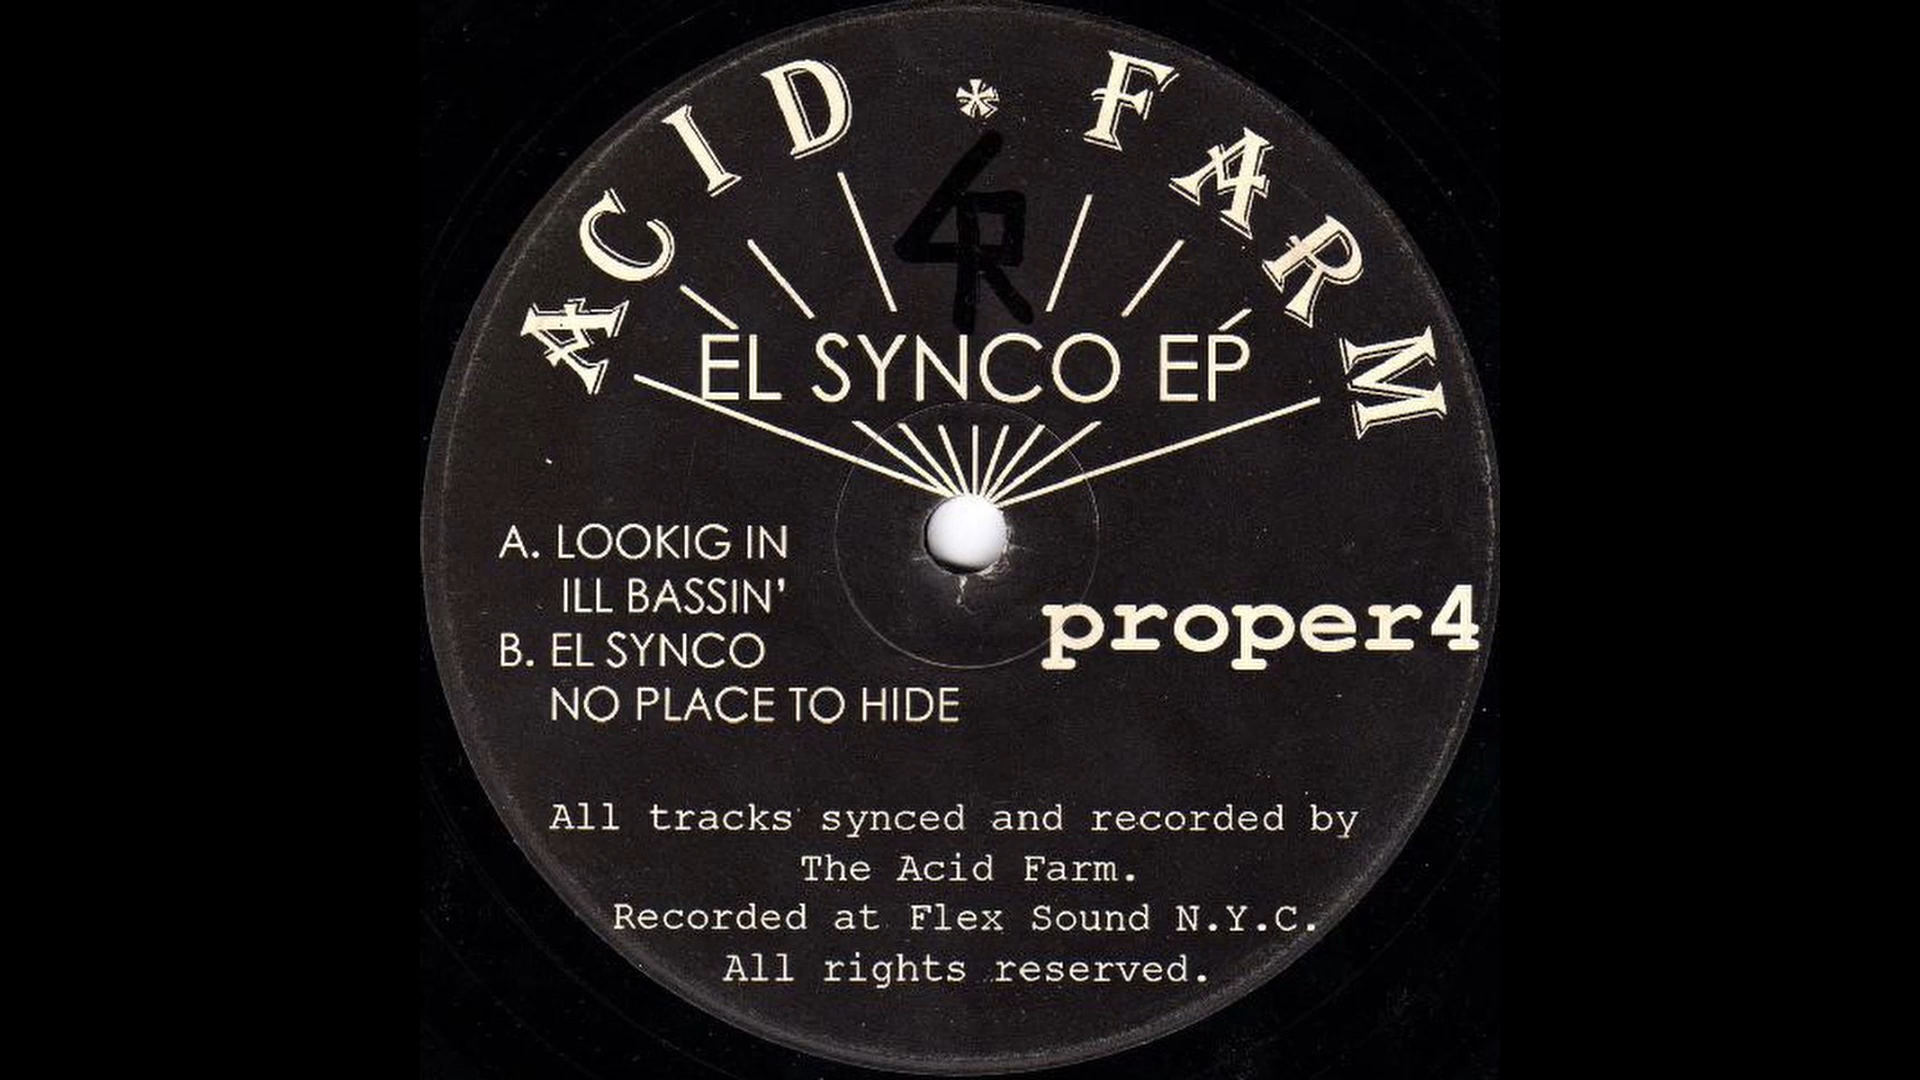 ACID * FARM
EL SYNCO EP
A. LOOKIG IN
ILL BASSIN'
B. EL SYNCO
NO PLACE TO HIDE
proper4
All tracks synced and recorded by
The Acid Farm.
Recorded at Flex Sound N.Y.C.
All rights reserved.